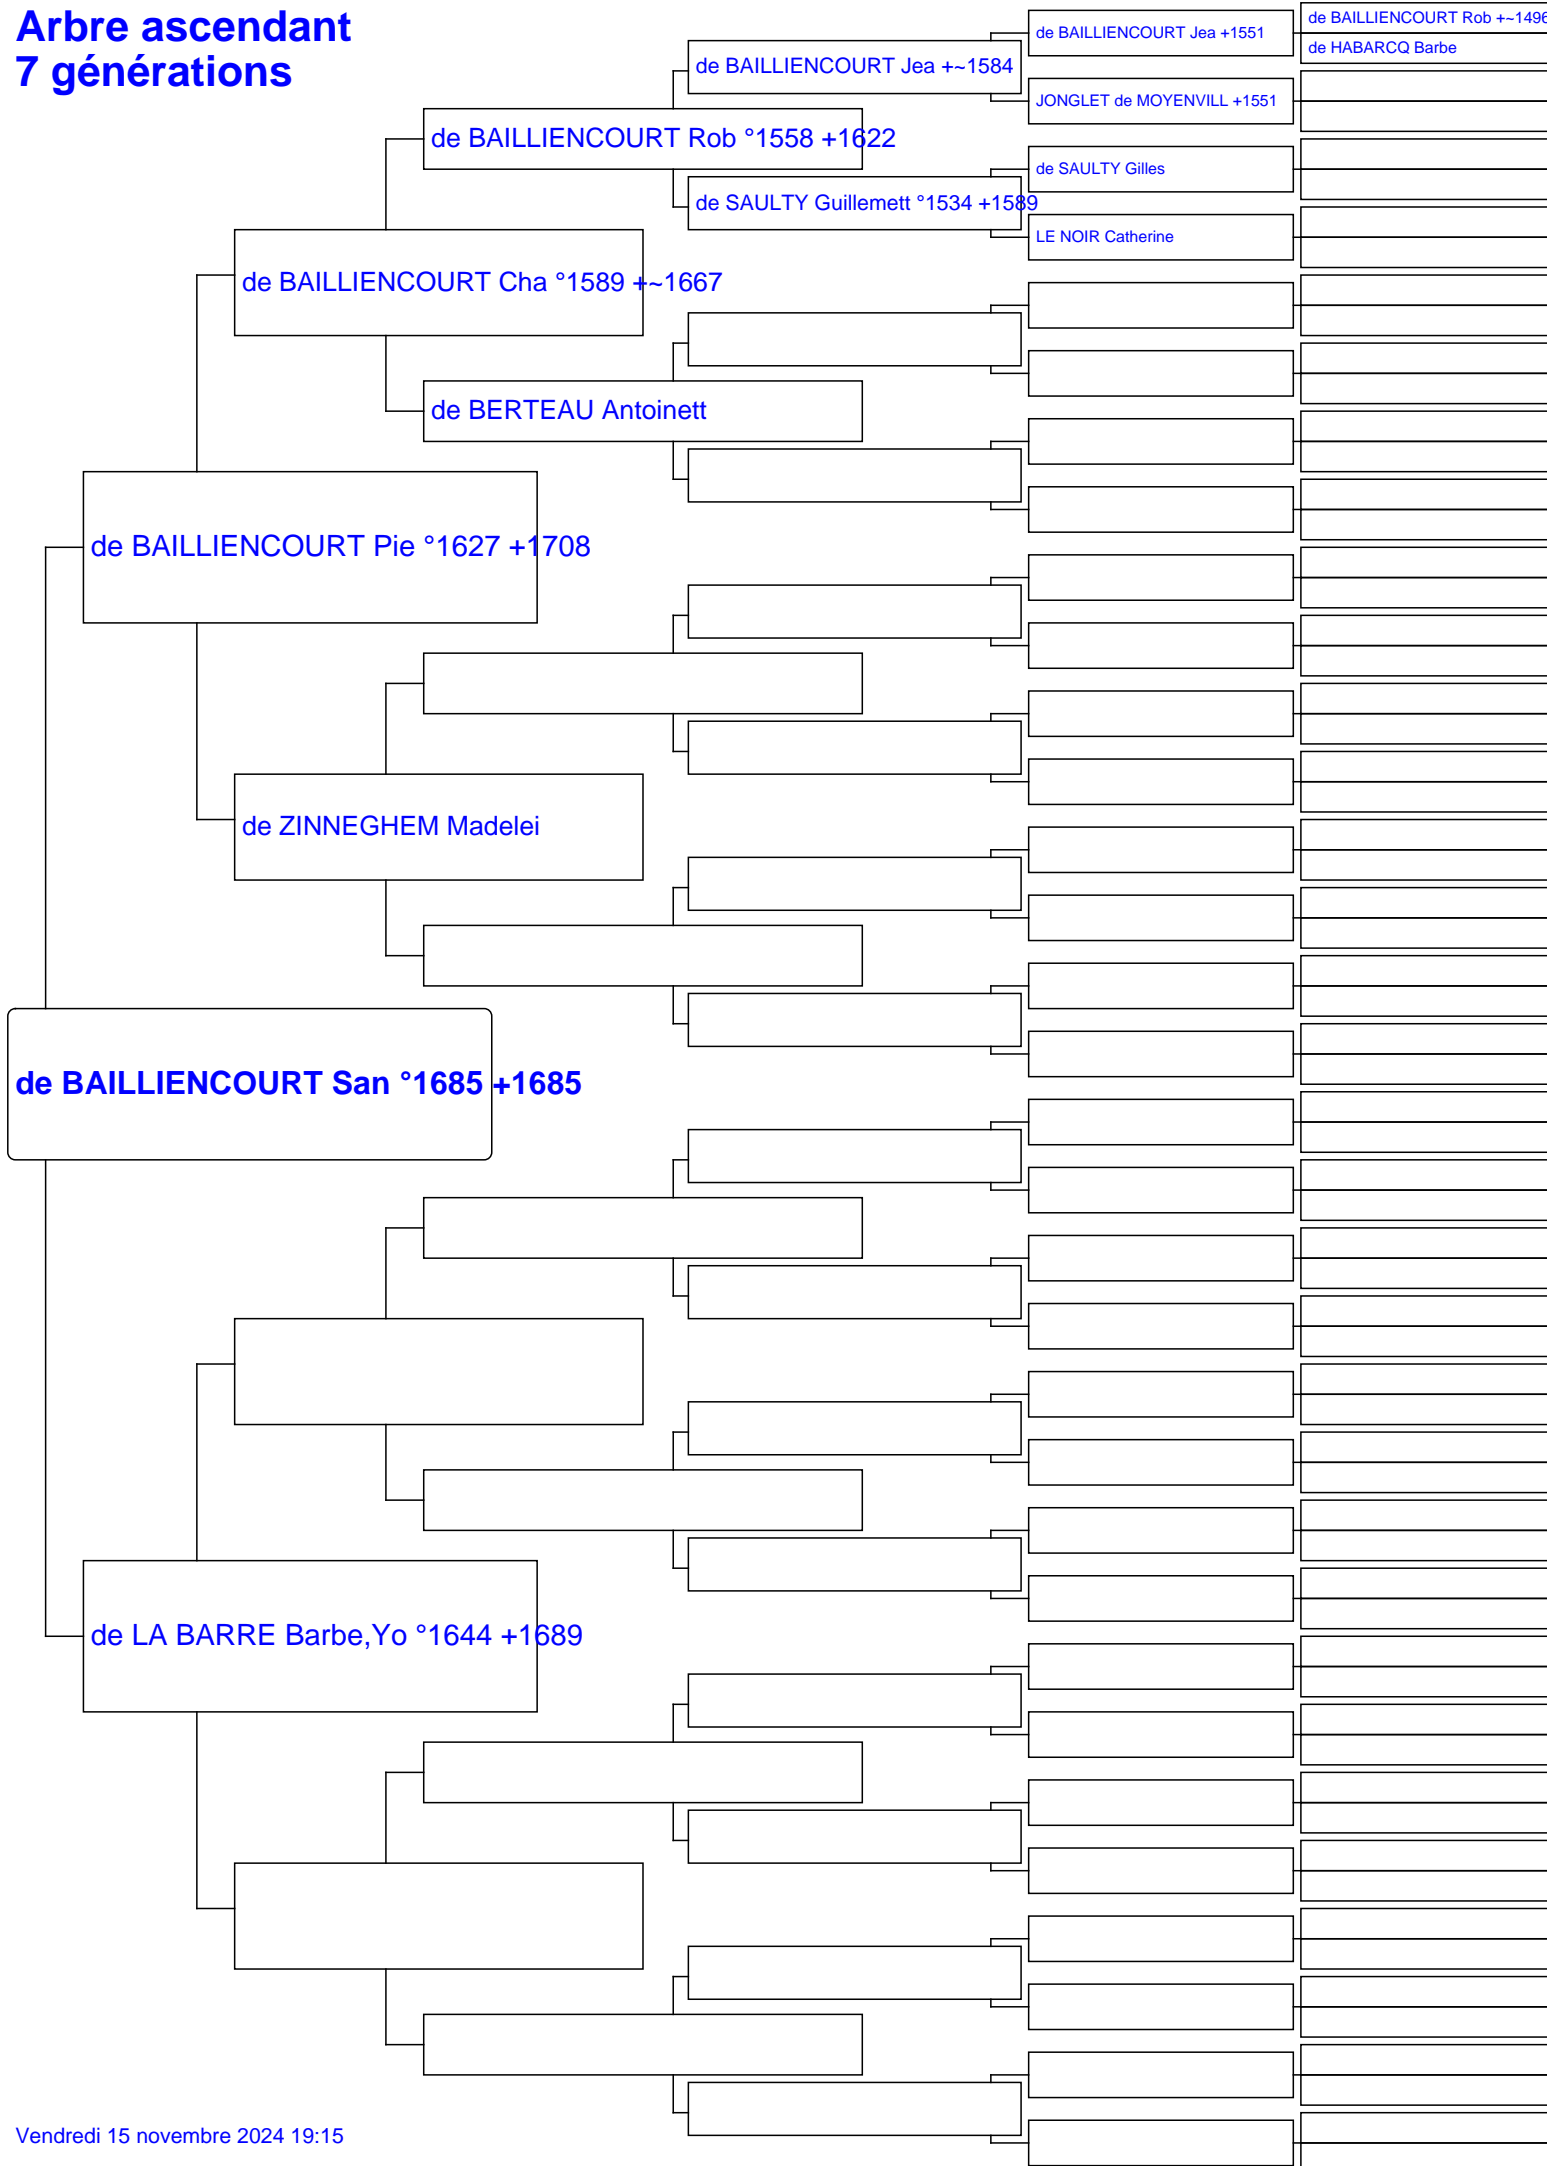 Arbre ascendant
7 générations
de BAILLIENCOURT Rob +~1496
de HABARCQ Barbe
de BAILLIENCOURT Jea +1551
de BAILLIENCOURT Jea +~1584
JONGLET de MOYENVILL +1551
de BAILLIENCOURT Rob °1558 +1622
de SAULTY Gilles
de SAULTY Guillemett °1534 +1589
LE NOIR Catherine
de BAILLIENCOURT Cha °1589 +~1667
de BERTEAU Antoinett
de BAILLIENCOURT Pie °1627 +1708
de ZINNEGHEM Madelei
de BAILLIENCOURT San °1685 +1685
de LA BARRE Barbe,Yo °1644 +1689
Vendredi 15 novembre 2024 19:15